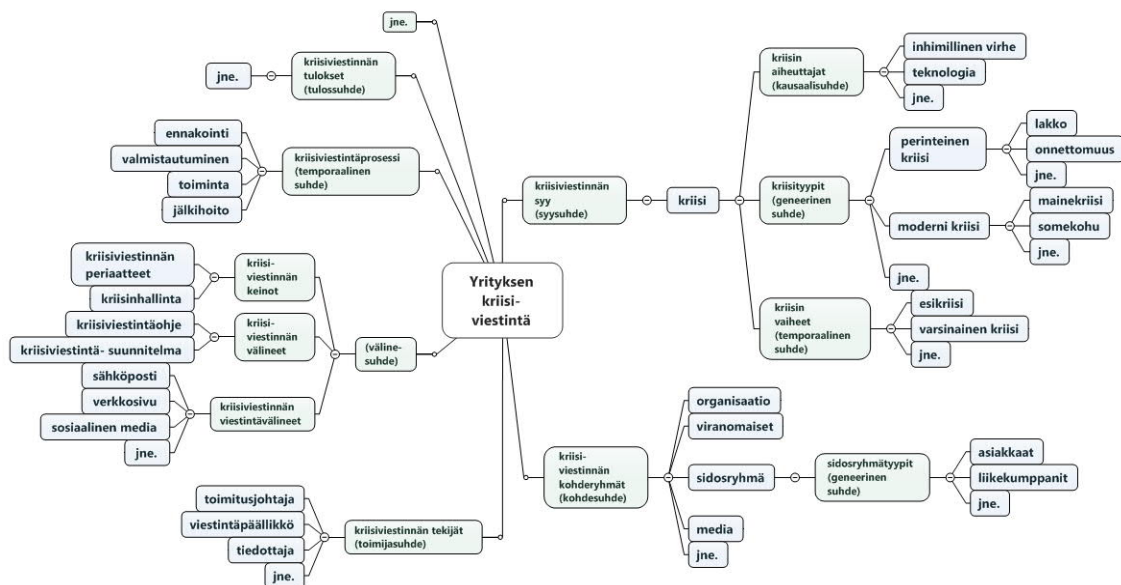 Yrityksen
kriisi-
viestintä
jne.
kriisiviestinnän
tulokset
(tulossuhde)
jne.
kriisiviestintäprosessi
(temporaalinen
suhde)
ennakointi
valmistautuminen
toiminta
jälkihoito
(väline-
suhde)
kriisi-
viestinnän
keinot
kriisiviestinnän
periaatteet
kriisinhallinta
kriisi-
viestinnän
välineet
kriisiviestintäohje
kriisiviestintä- suunnitelma
kriisiviestinnän
viestintävälineet
sähköposti
verkkosivu
sosiaalinen media
jne.
kriisiviestinnän tekijät
(toimijasuhde)
toimitusjohtaja
viestintäpäällikkö
tiedottaja
jne.
kriisiviestinnän
syy
(syysuhde)
kriisi
kriisin
aiheuttajat
(kausaalisuhde)
inhimillinen virhe
teknologia
jne.
kriisityypit
(geneerinen
suhde)
perinteinen
kriisi
lakko
onnettomuus
jne.
moderni kriisi
mainekriisi
somekohu
jne.
jne.
kriisin
vaiheet
(temporaalinen
suhde)
esikriisi
varsinainen kriisi
jne.
kriisi-
viestinnän
kohderyhmät
(kohdesuhde)
organisaatio
viranomaiset
sidosryhmä
sidosryhmätyypit
(geneerinen
suhde)
asiakkaat
liikekumppanit
jne.
media
jne.